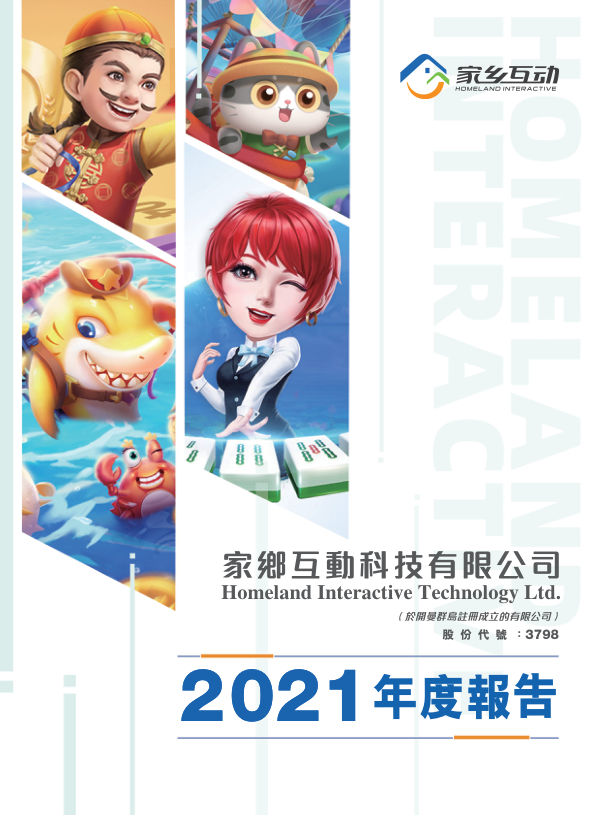 家乡互动
HOMELAND INTERACTIVE
HOMELAND
INTERACTIVE
家鄉互動科技有限公司
Homeland Interactive Technology Ltd.
（於開曼群島註冊成立的有限公司）
股份代號：3798
2021年度報告